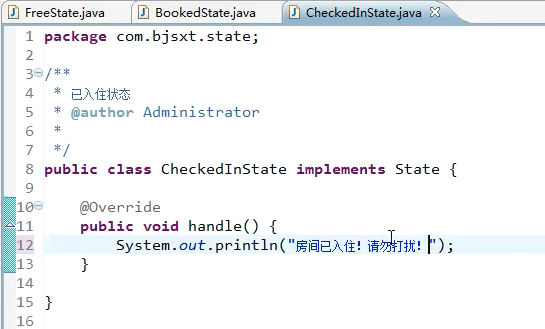 FreeState.java BookedState.java CheckedInState.java
1 package com.bjsxt.state;
2
3 /**
4 * 已入住状态
5 * @author Administrator
6 *
7 */
8 public class CheckedInState implements State {
9
10 @Override
11 public void handle() {
12 System.out.println("房间已入住！请勿打扰！");
13 }
14
15 }
16